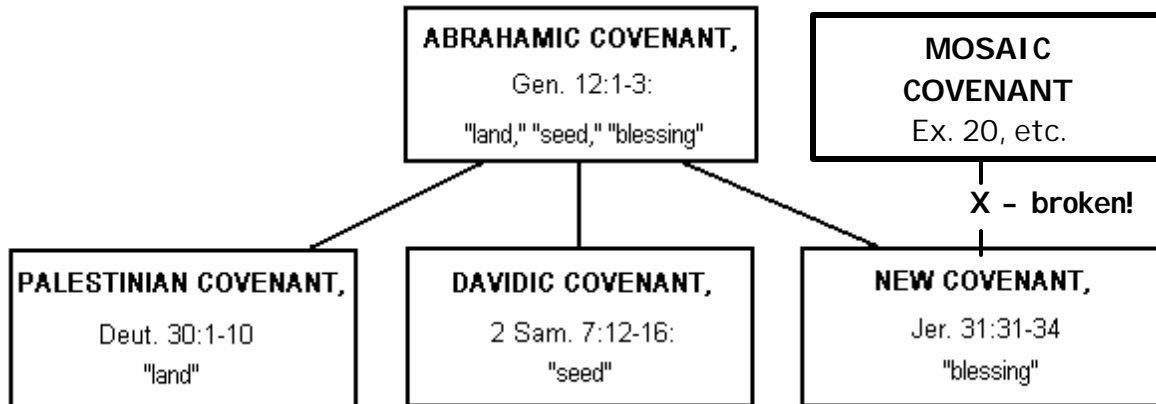 ABRAHAMIC COVENANT,
Gen. 12:1-3:
"land," "seed," "blessing"
MOSAIC
COVENANT
Ex. 20, etc.
X – broken!
PALESTINIAN COVENANT,
Deut. 30:1-10
"land"
DAVIDIC COVENANT,
2 Sam. 7:12-16:
"seed"
NEW COVENANT,
Jer. 31:31-34
"blessing"